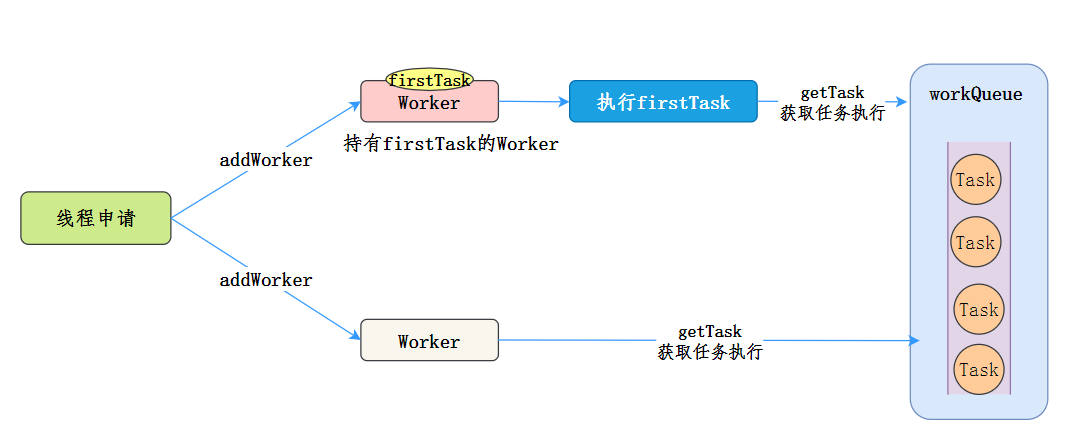 firstTask
Worker
持有firstTask的Worker
执行firstTask
getTask
获取任务执行
workQueue
Task
Task
Task
Task
addWorker
线程申请
addWorker
Worker
getTask
获取任务执行